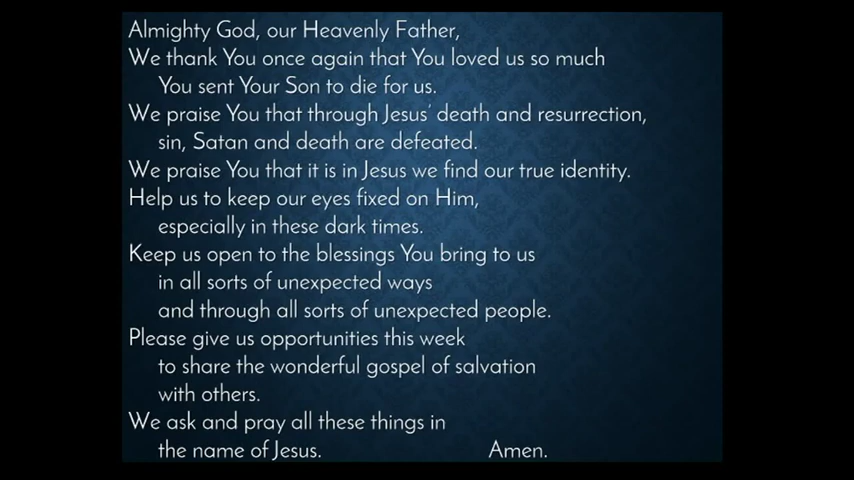 Almighty God, our Heavenly Father,
We thank You once again that You loved us so much
You sent Your Son to die for us.
We praise You that through Jesus' death and resurrection,
sin, Satan and death are defeated.
We praise You that it is in Jesus we find our true identity.
Help us to keep our eyes fixed on Him,
especially in these dark times.
Keep us open to the blessings You bring to us
in all sorts of unexpected ways
and through all sorts of unexpected people.
Please give us opportunities this week
to share the wonderful gospel of salvation
with others.
We ask and pray all these things in
the name of Jesus. Amen.